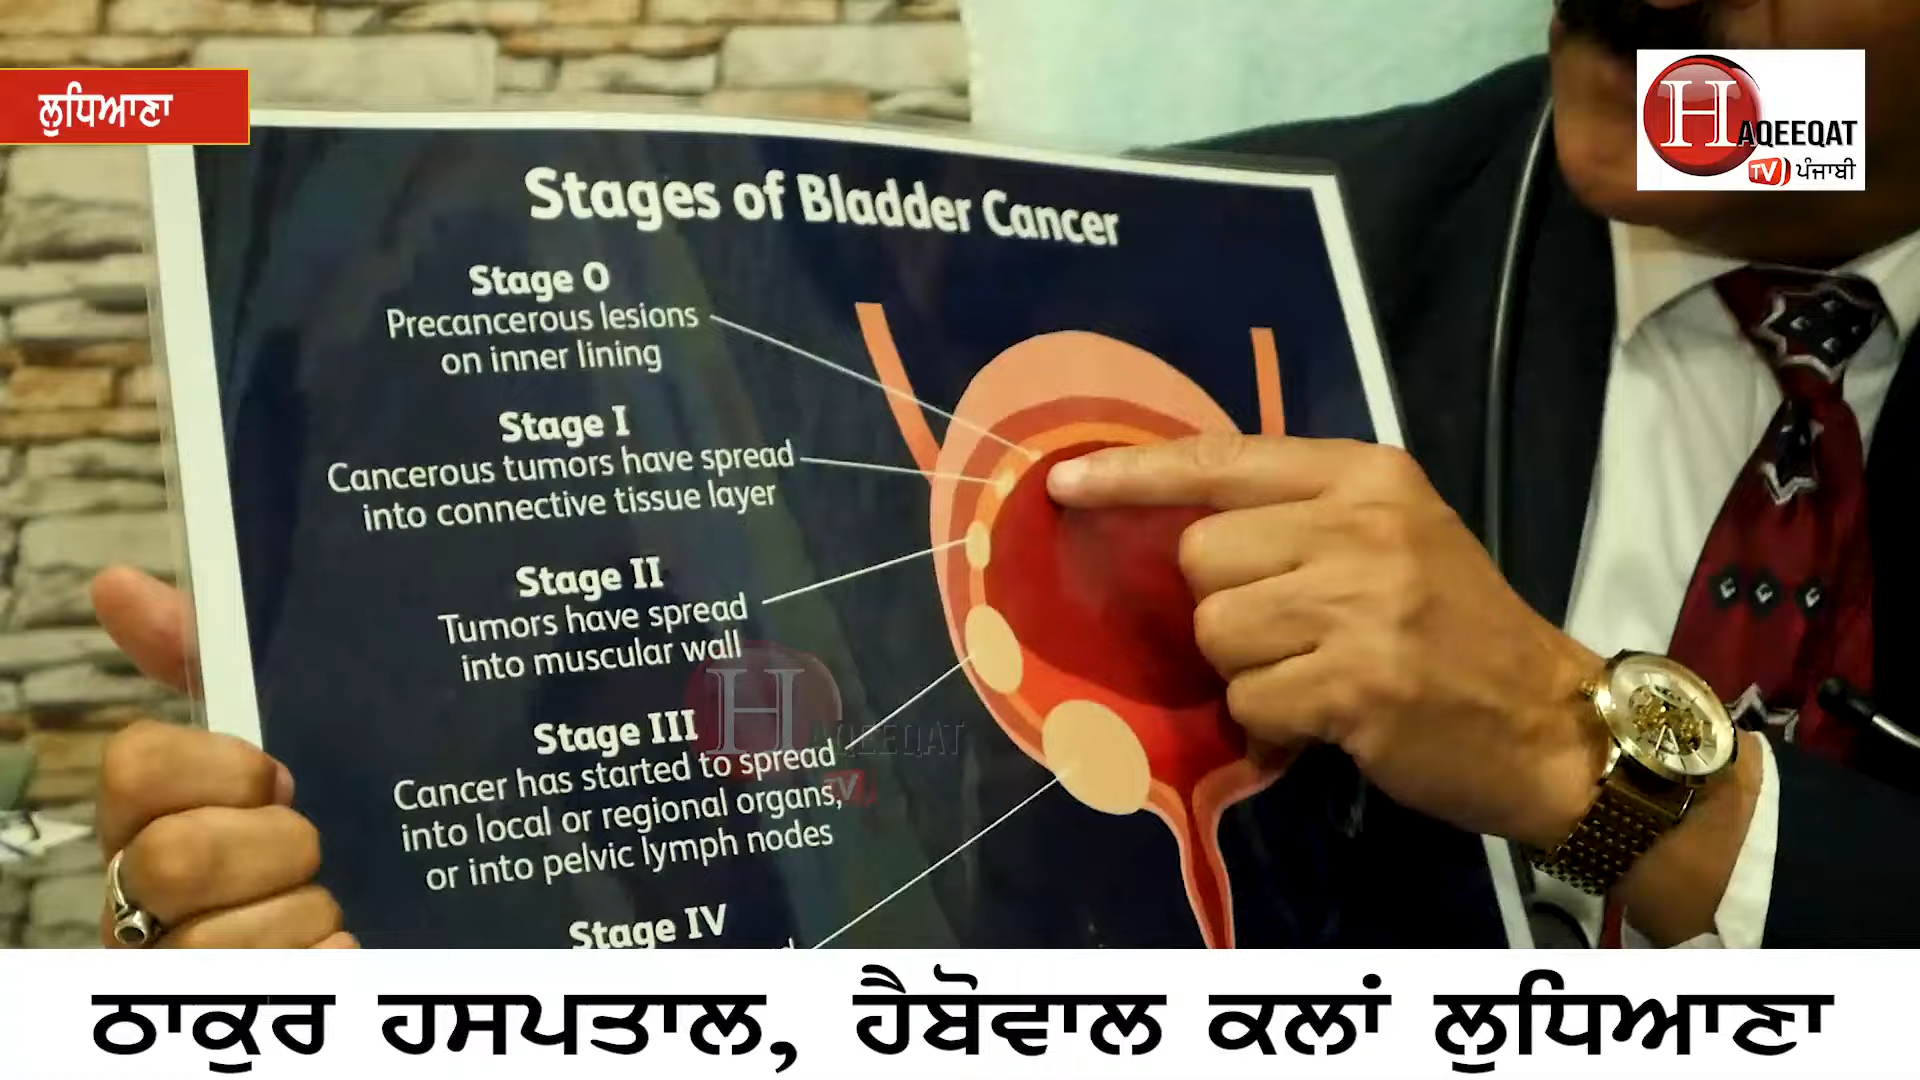 ਲੁਧਿਆਣਾ
HAQEEQAT
TV ਪੰਜਾਬੀ
Stages of Bladder Cancer
Stage 0
Precancerous lesions
on inner lining
Stage I
Cancerous tumors have spread
into connective tissue layer
Stage II
Tumors have spread
into muscular wall
HAQEEQAT
TV
Stage III
Cancer has started to spread
into local or regional organs,
or into pelvic lymph nodes
Stage IV
ਠਾਕੁਰ ਹਸਪਤਾਲ, ਹੈਬੋਵਾਲ ਕਲਾਂ ਲੁਧਿਆਣਾ